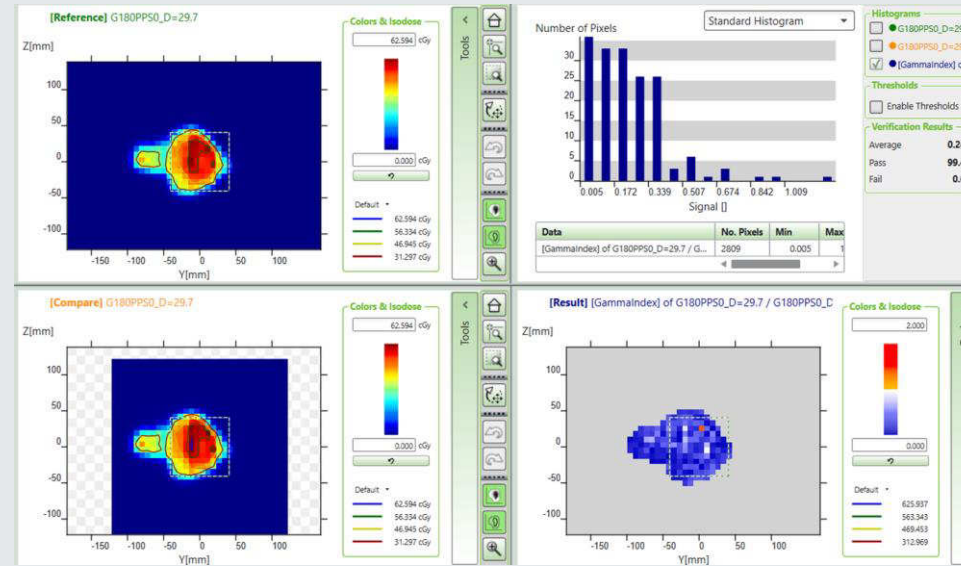 [Reference] G180PPS0_D=29.7
Z[mm]
100
50
0
-50
-100
-150 -100 -50 0 50 100
Y[mm]
Colors & Isodose
62.594 cGy
0.000 cGy
Default
62.594 cGy
56.334 cGy
46.945 cGy
31.297 cGy
Tools
Number of Pixels
Standard Histogram
30
25
20
15
10
5
0
0.005 0.172 0.339 0.507 0.674 0.842 1.009
Signal []
Data No. Pixels Min Max
[GammaIndex] of G180PPS0_D=29.7 / G... 2809 0.005 1
Histograms
G180PPS0_D=29
G180PPS0_D=29
[GammaIndex] o
Thresholds
Enable Thresholds
Verification Results
Average 0.2
Pass 99.
Fail 0.
[Compare] G180PPS0_D=29.7
Z[mm]
100
50
0
-50
-100
-150 -100 -50 0 50 100
Y[mm]
Colors & Isodose
62.594 cGy
0.000 cGy
Default
62.594 cGy
56.334 cGy
46.945 cGy
31.297 cGy
Tools
[Result] [GammaIndex] of G180PPS0_D=29.7 / G180PPS0_D
Z[mm]
100
50
0
-50
-100
-150 -100 -50 0 50 100
Y[mm]
Colors & Isodose
2.000
0.000
Default
625.937
563.343
469.453
312.969